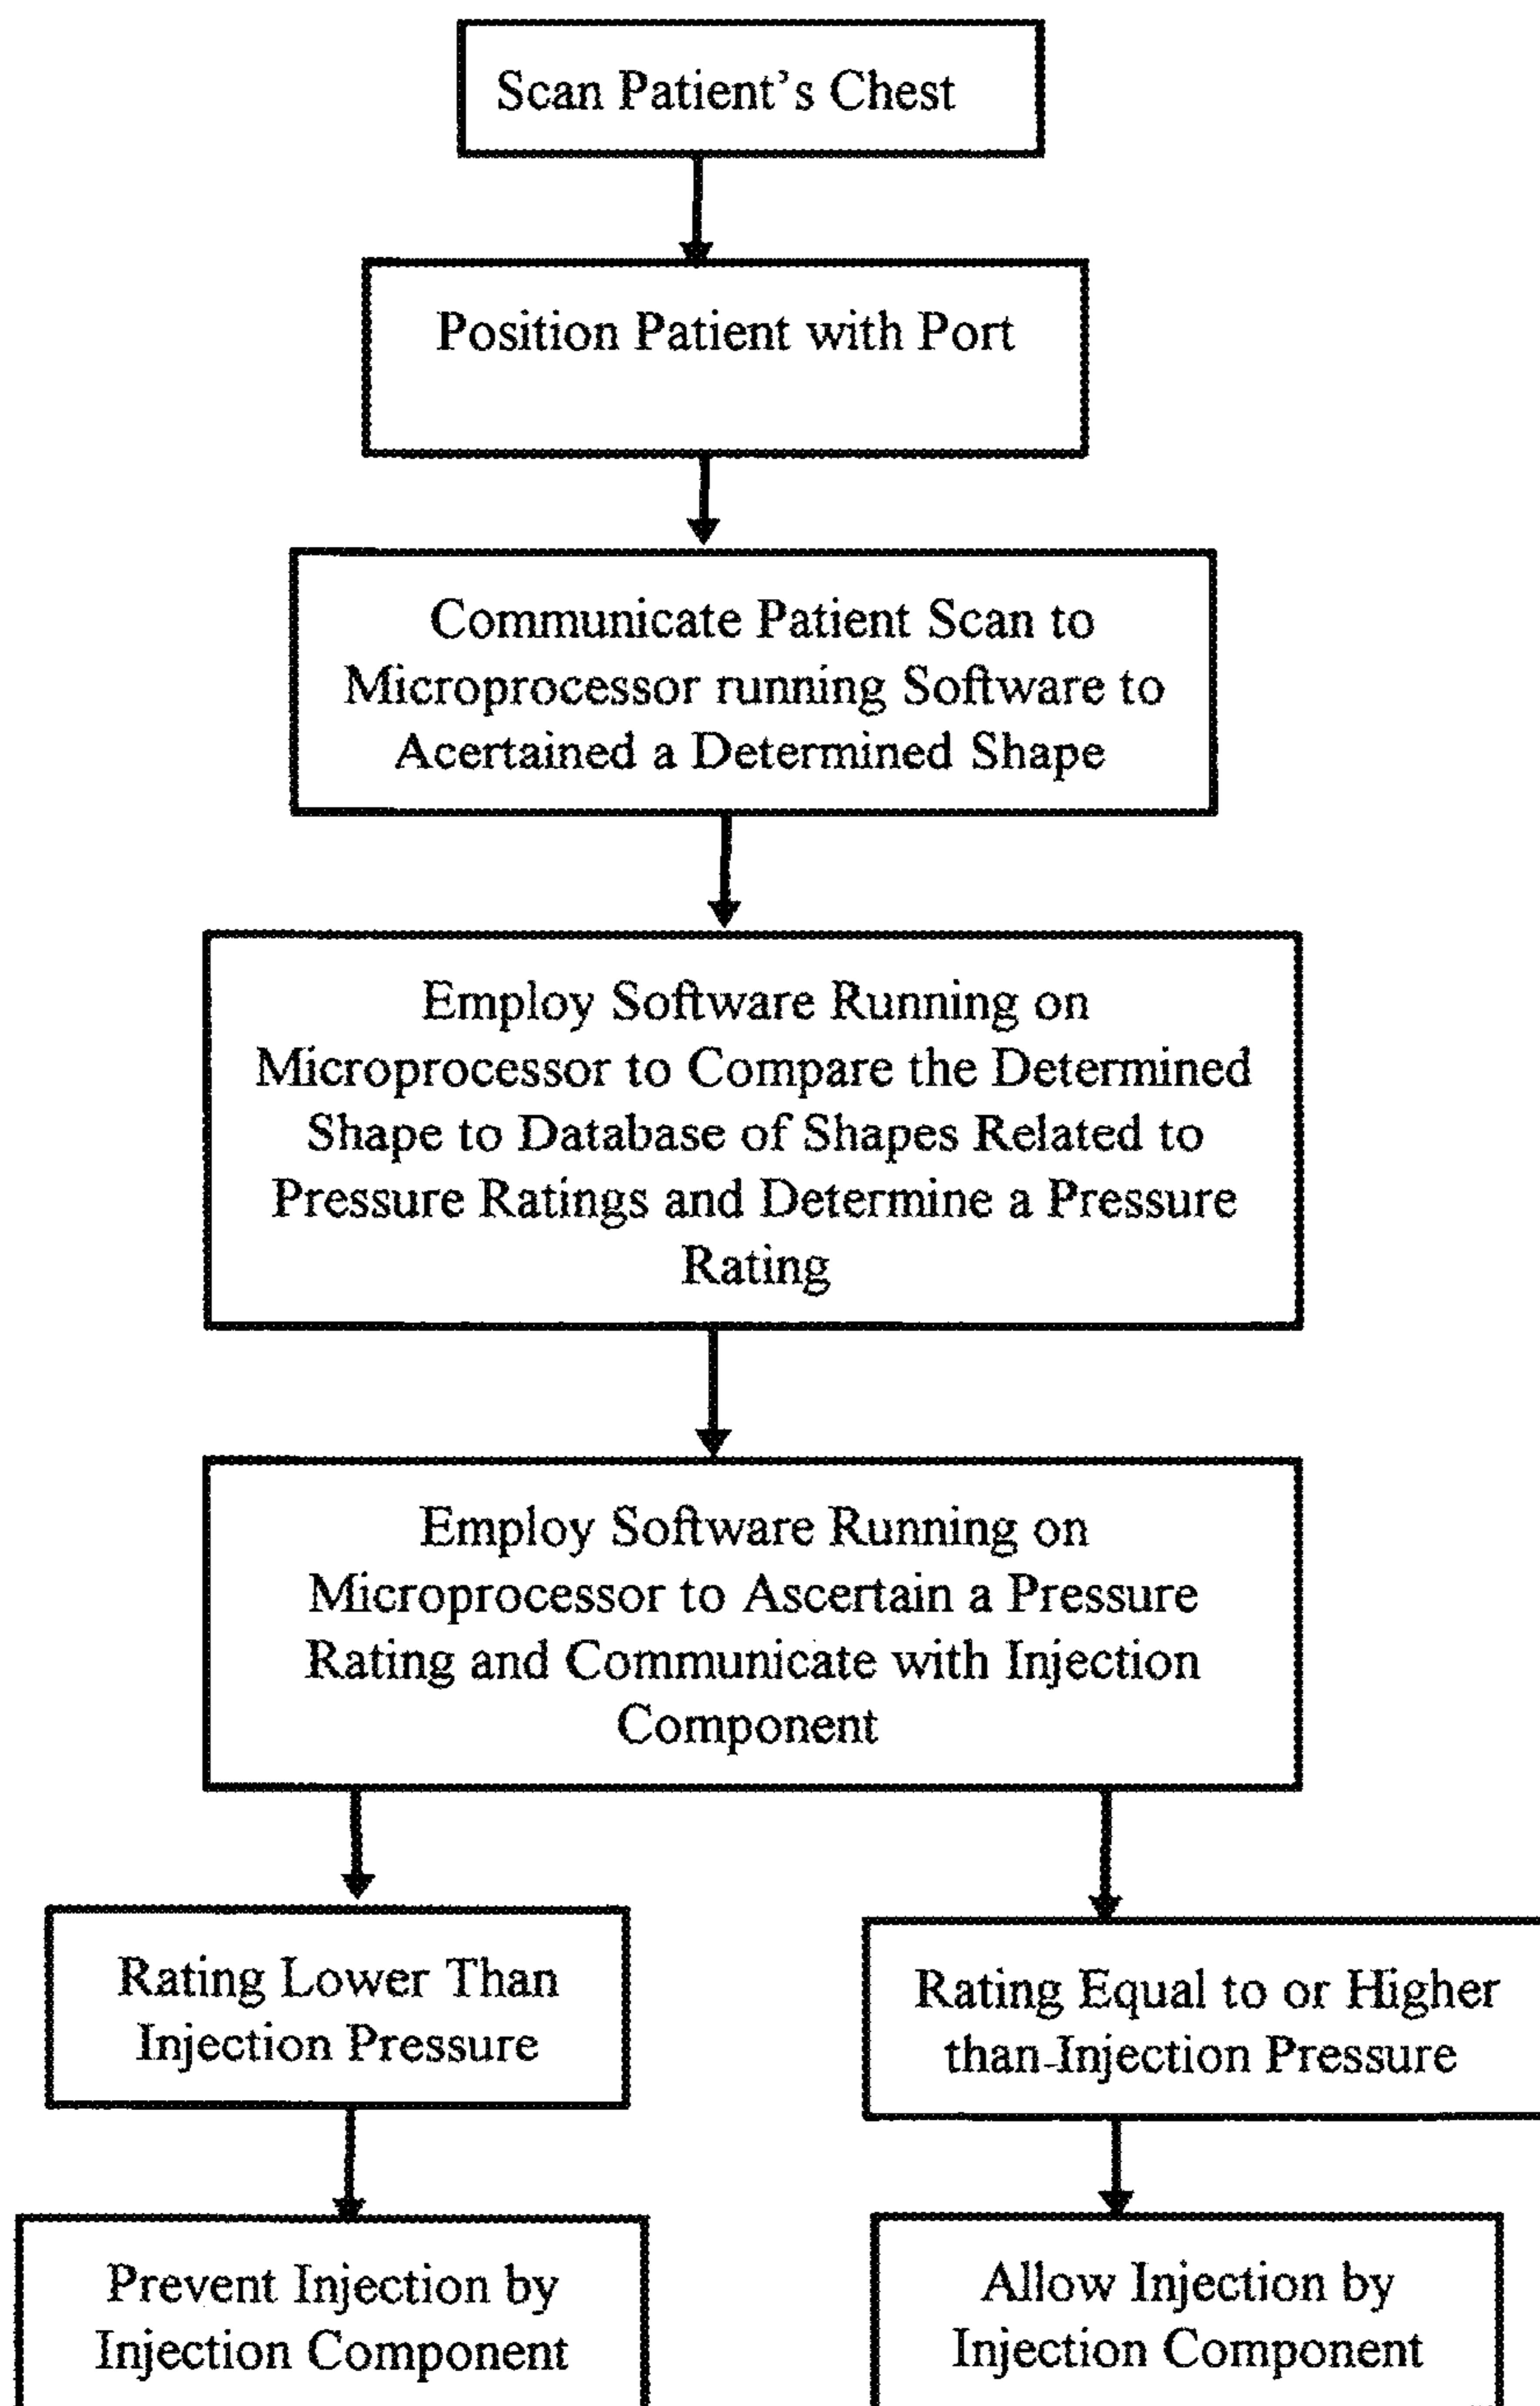 Scan Patient's Chest
Position Patient with Port
Communicate Patient Scan to
Microprocessor running Software to
Acertained a Determined Shape
Employ Software Running on
Microprocessor to Compare the Determined
Shape to Database of Shapes Related to
Pressure Ratings and Determine a Pressure
Rating
Employ Software Running on
Microprocessor to Ascertain a Pressure
Rating and Communicate with Injection
Component
Rating Lower Than
Injection Pressure
Rating Equal to or Higher
than-Injection Pressure
Prevent Injection by
Injection Component
Allow Injection by
Injection Component